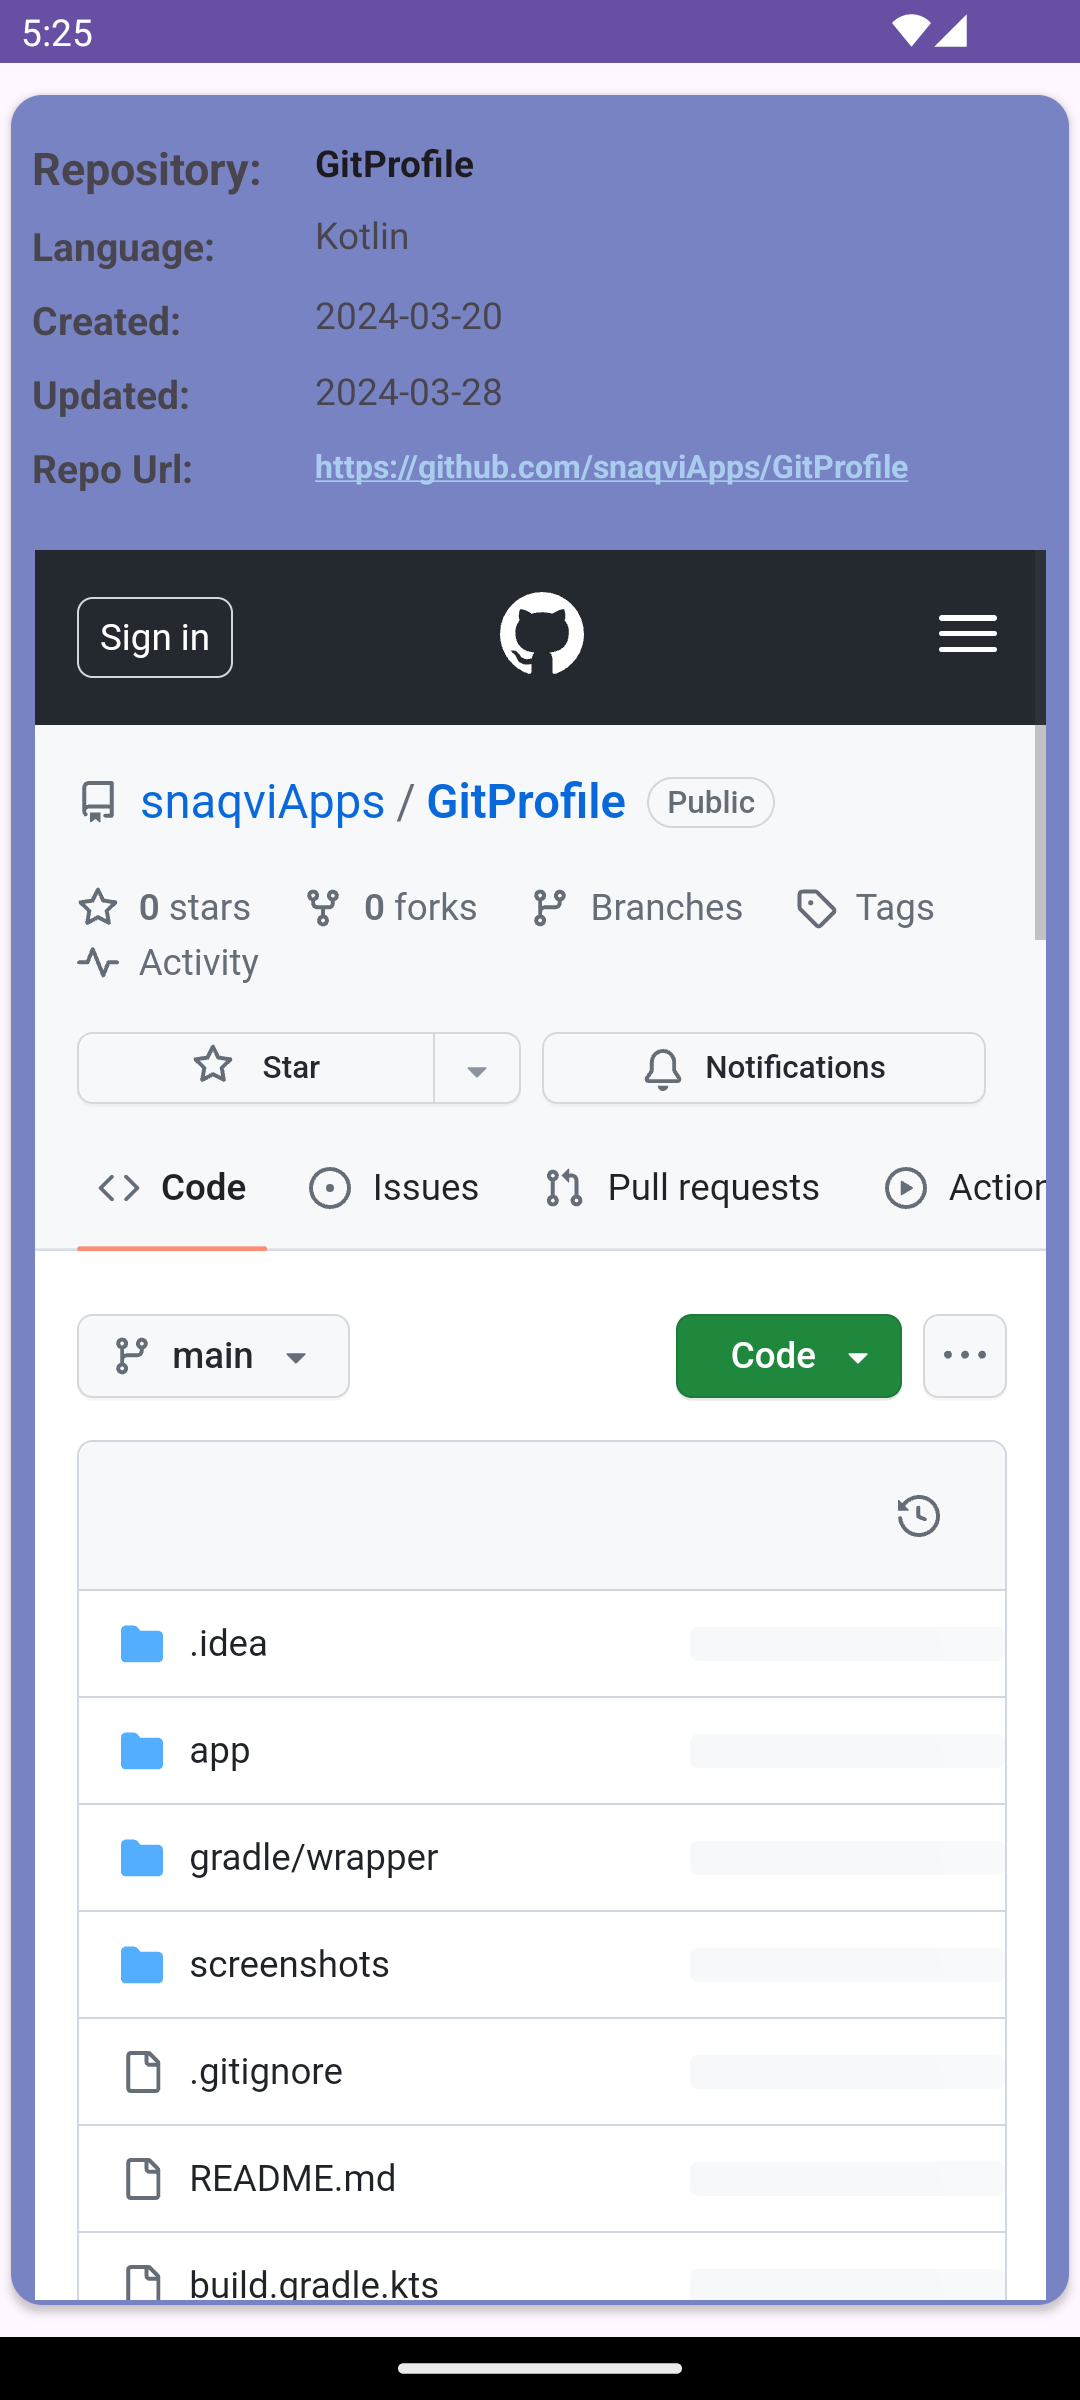 5:25
Repository: GitProfile
Language: Kotlin
Created: 2024-03-20
Updated: 2024-03-28
Repo Url: https://github.com/snaqviApps/GitProfile
Sign in
snaqviApps / GitProfile Public
0 stars 0 forks Branches Tags
Activity
Star Notifications
Code Issues Pull requests Action
main Code
.idea
app
gradle/wrapper
screenshots
.gitignore
README.md
build.gradle.kts